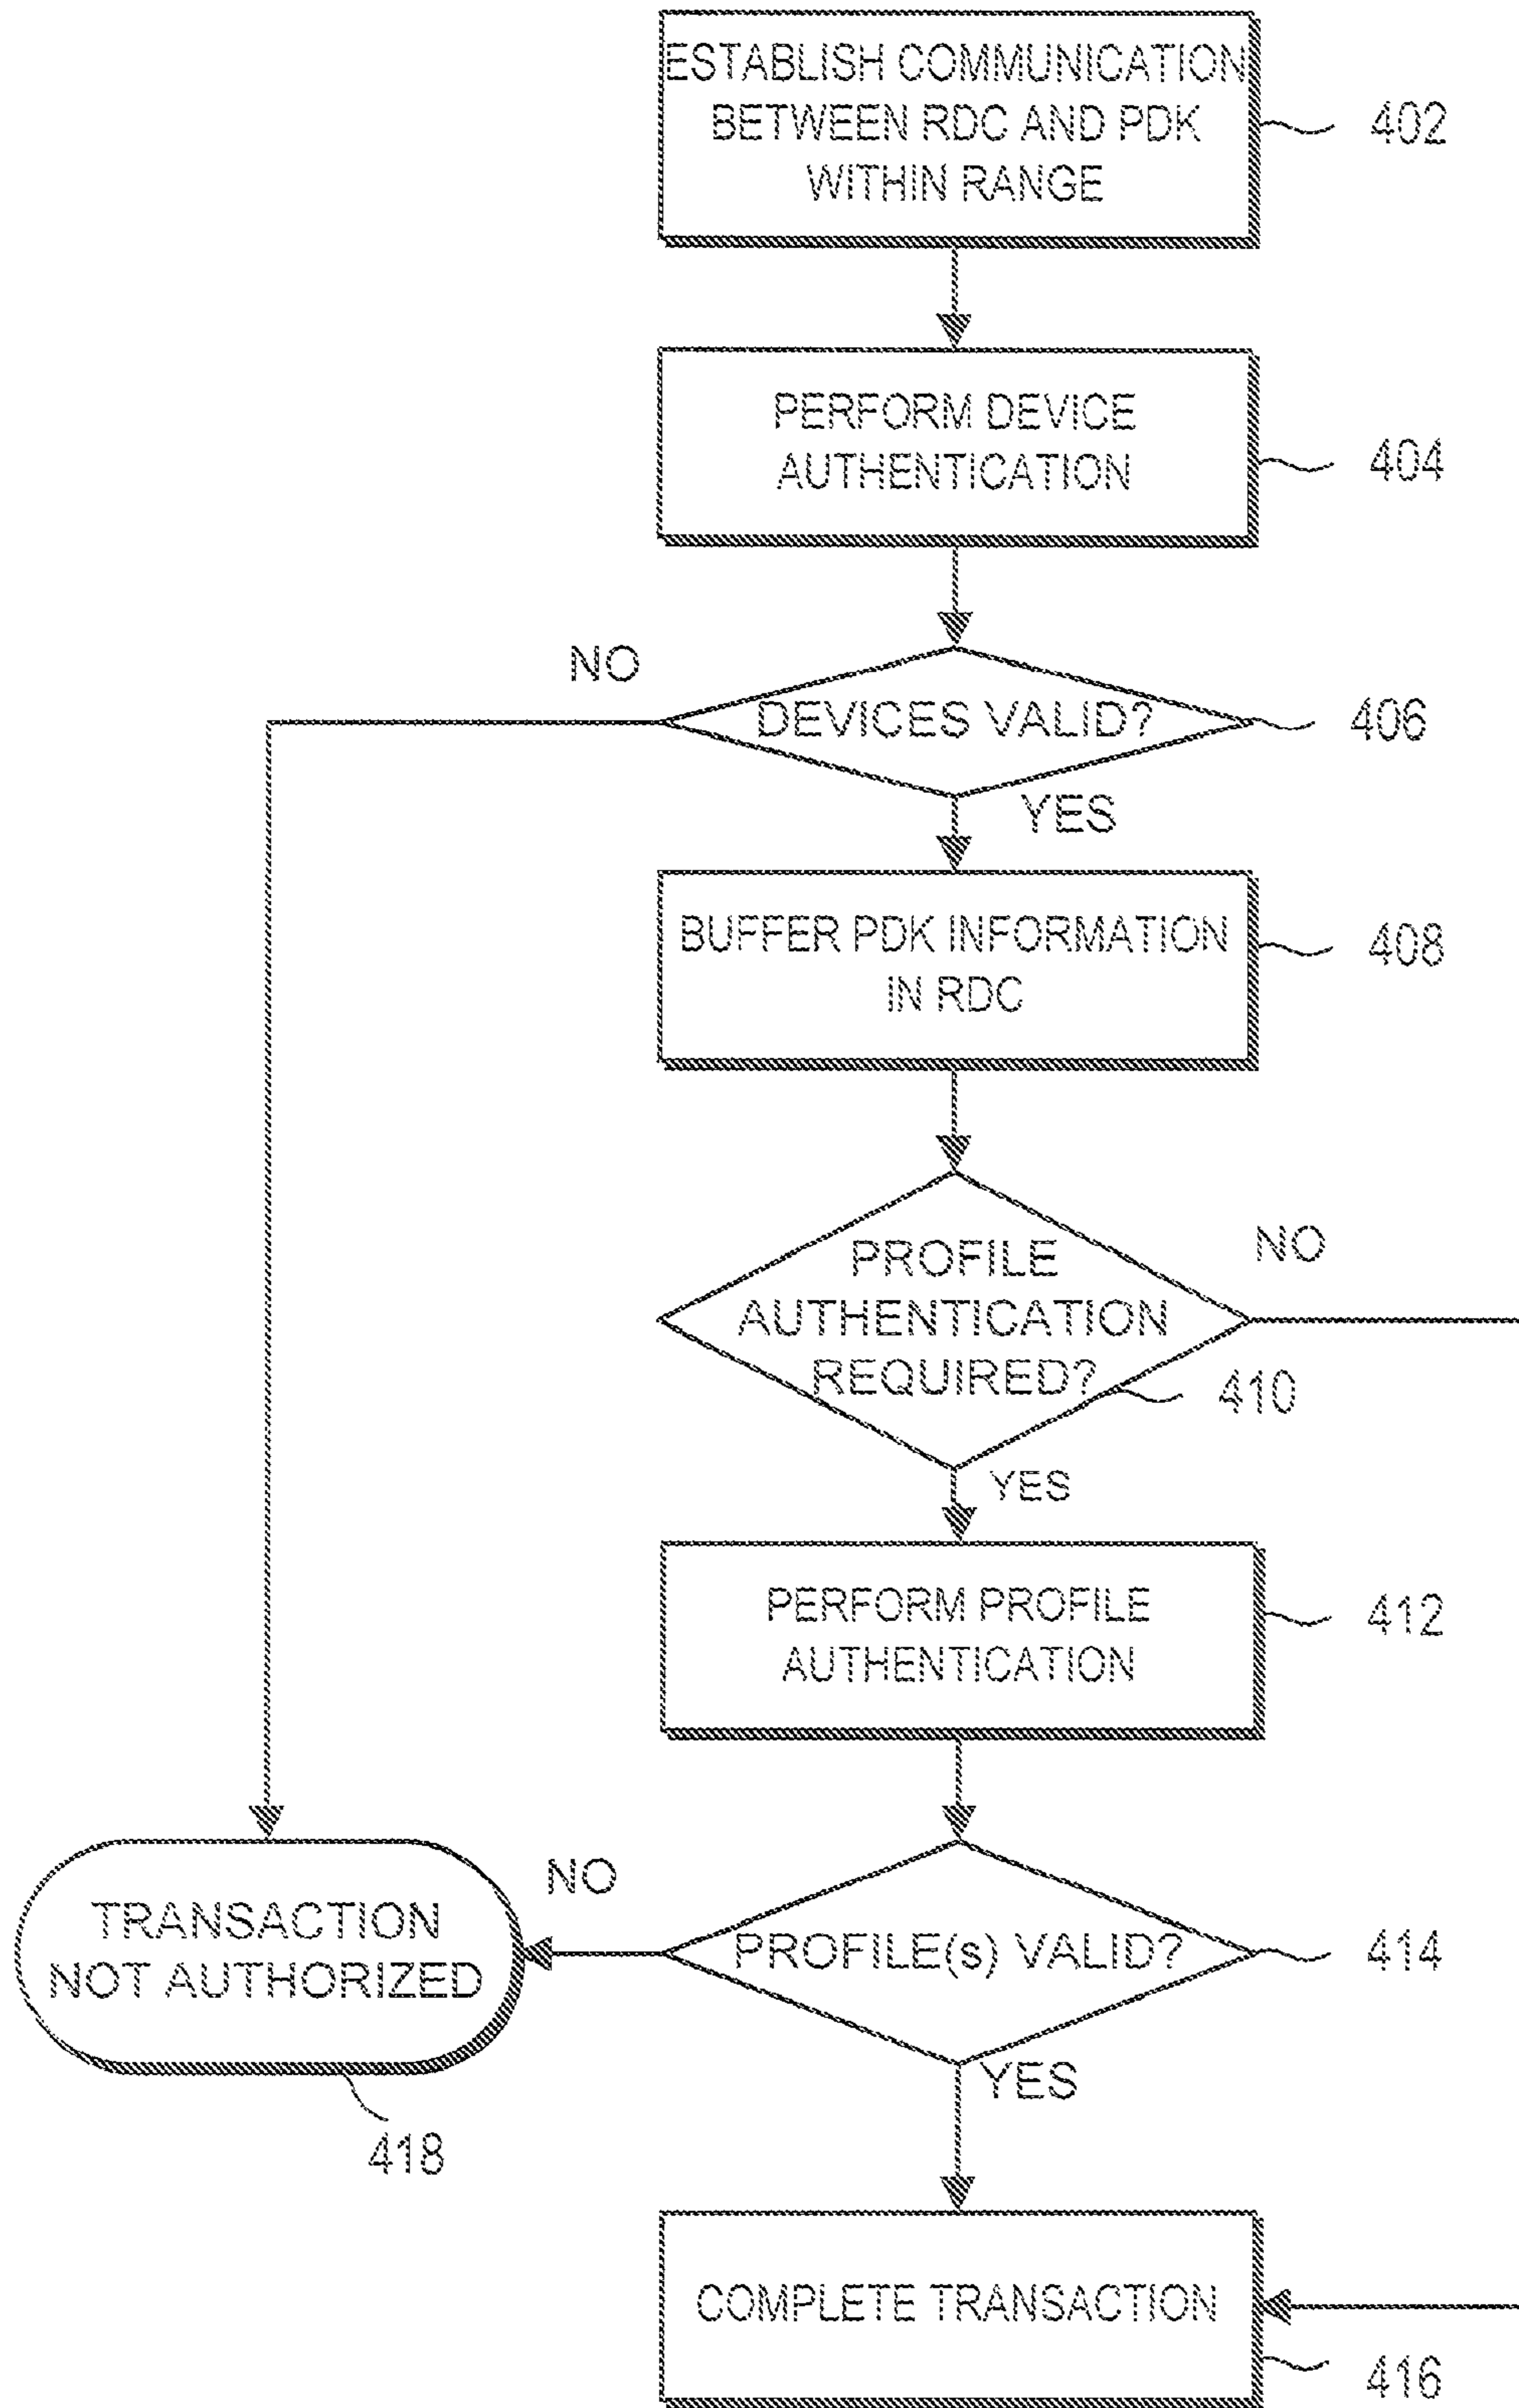 ESTABLISH COMMUNICATION
BETWEEN RDC AND PDK
WITHIN RANGE
402
PERFORM DEVICE
AUTHENTICATION
404
NO
DEVICES VALID?
406
YES
BUFFER PDK INFORMATION
IN RDC
408
PROFILE
AUTHENTICATION
REQUIRED?
NO
410
YES
PERFORM PROFILE
AUTHENTICATION
412
NO
PROFILE(s) VALID?
414
TRANSACTION
NOT AUTHORIZED
418
YES
COMPLETE TRANSACTION
416